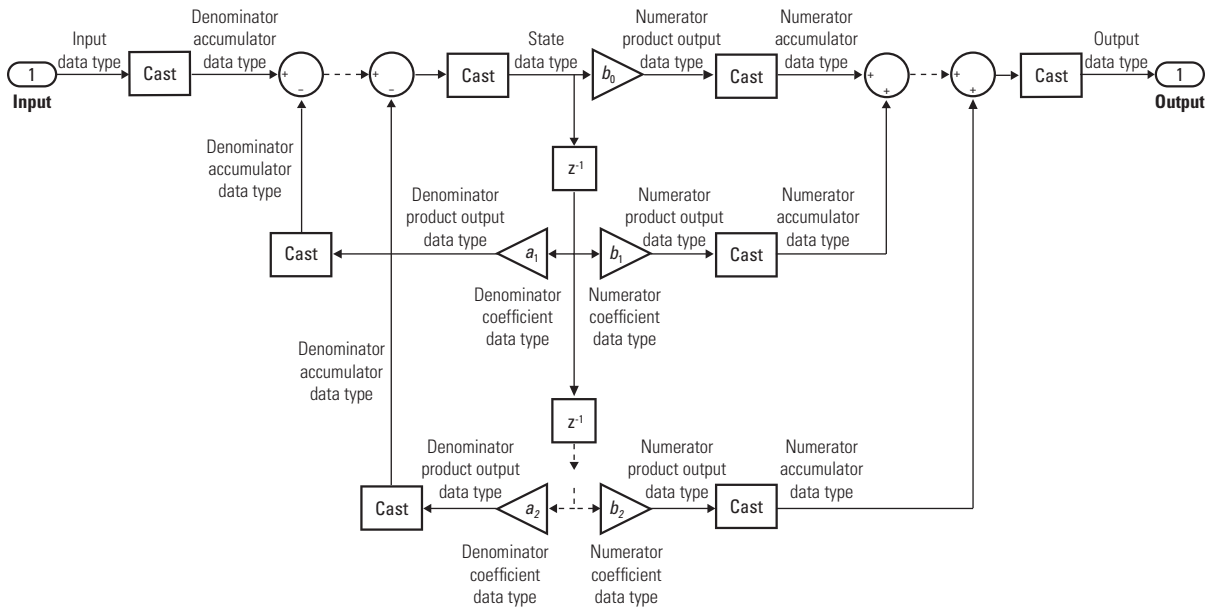 Input
data type
Denominator
accumulator
data type
State
data type
Numerator
product output
data type
Numerator
accumulator
data type
Output
data type
1
Input
Cast
+
−
+
−
Cast
b0
Cast
+
+
+
+
Cast
1
Output
Denominator
accumulator
data type
z-1
Denominator
product output
data type
Numerator
product output
data type
Numerator
accumulator
data type
Cast
a1
b1
Cast
Denominator
coefficient
data type
Numerator
coefficient
data type
Denominator
accumulator
data type
z-1
Denominator
product output
data type
Numerator
product output
data type
Numerator
accumulator
data type
Cast
a2
b2
Cast
Denominator
coefficient
data type
Numerator
coefficient
data type